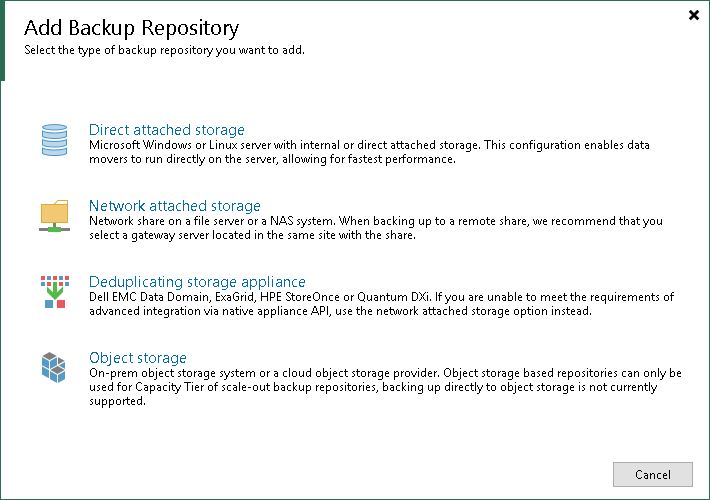 Add Backup Repository
Select the type of backup repository you want to add.
Direct attached storage
Microsoft Windows or Linux server with internal or direct attached storage. This configuration enables data
movers to run directly on the server, allowing for fastest performance.
Network attached storage
Network share on a file server or a NAS system. When backing up to a remote share, we recommend that you
select a gateway server located in the same site with the share.
Deduplicating storage appliance
Dell EMC Data Domain, ExaGrid, HPE StoreOnce or Quantum DXi. If you are unable to meet the requirements of
advanced integration via native appliance API, use the network attached storage option instead.
Object storage
On-prem object storage system or a cloud object storage provider. Object storage based repositories can only be
used for Capacity Tier of scale-out backup repositories, backing up directly to object storage is not currently
supported.
Cancel